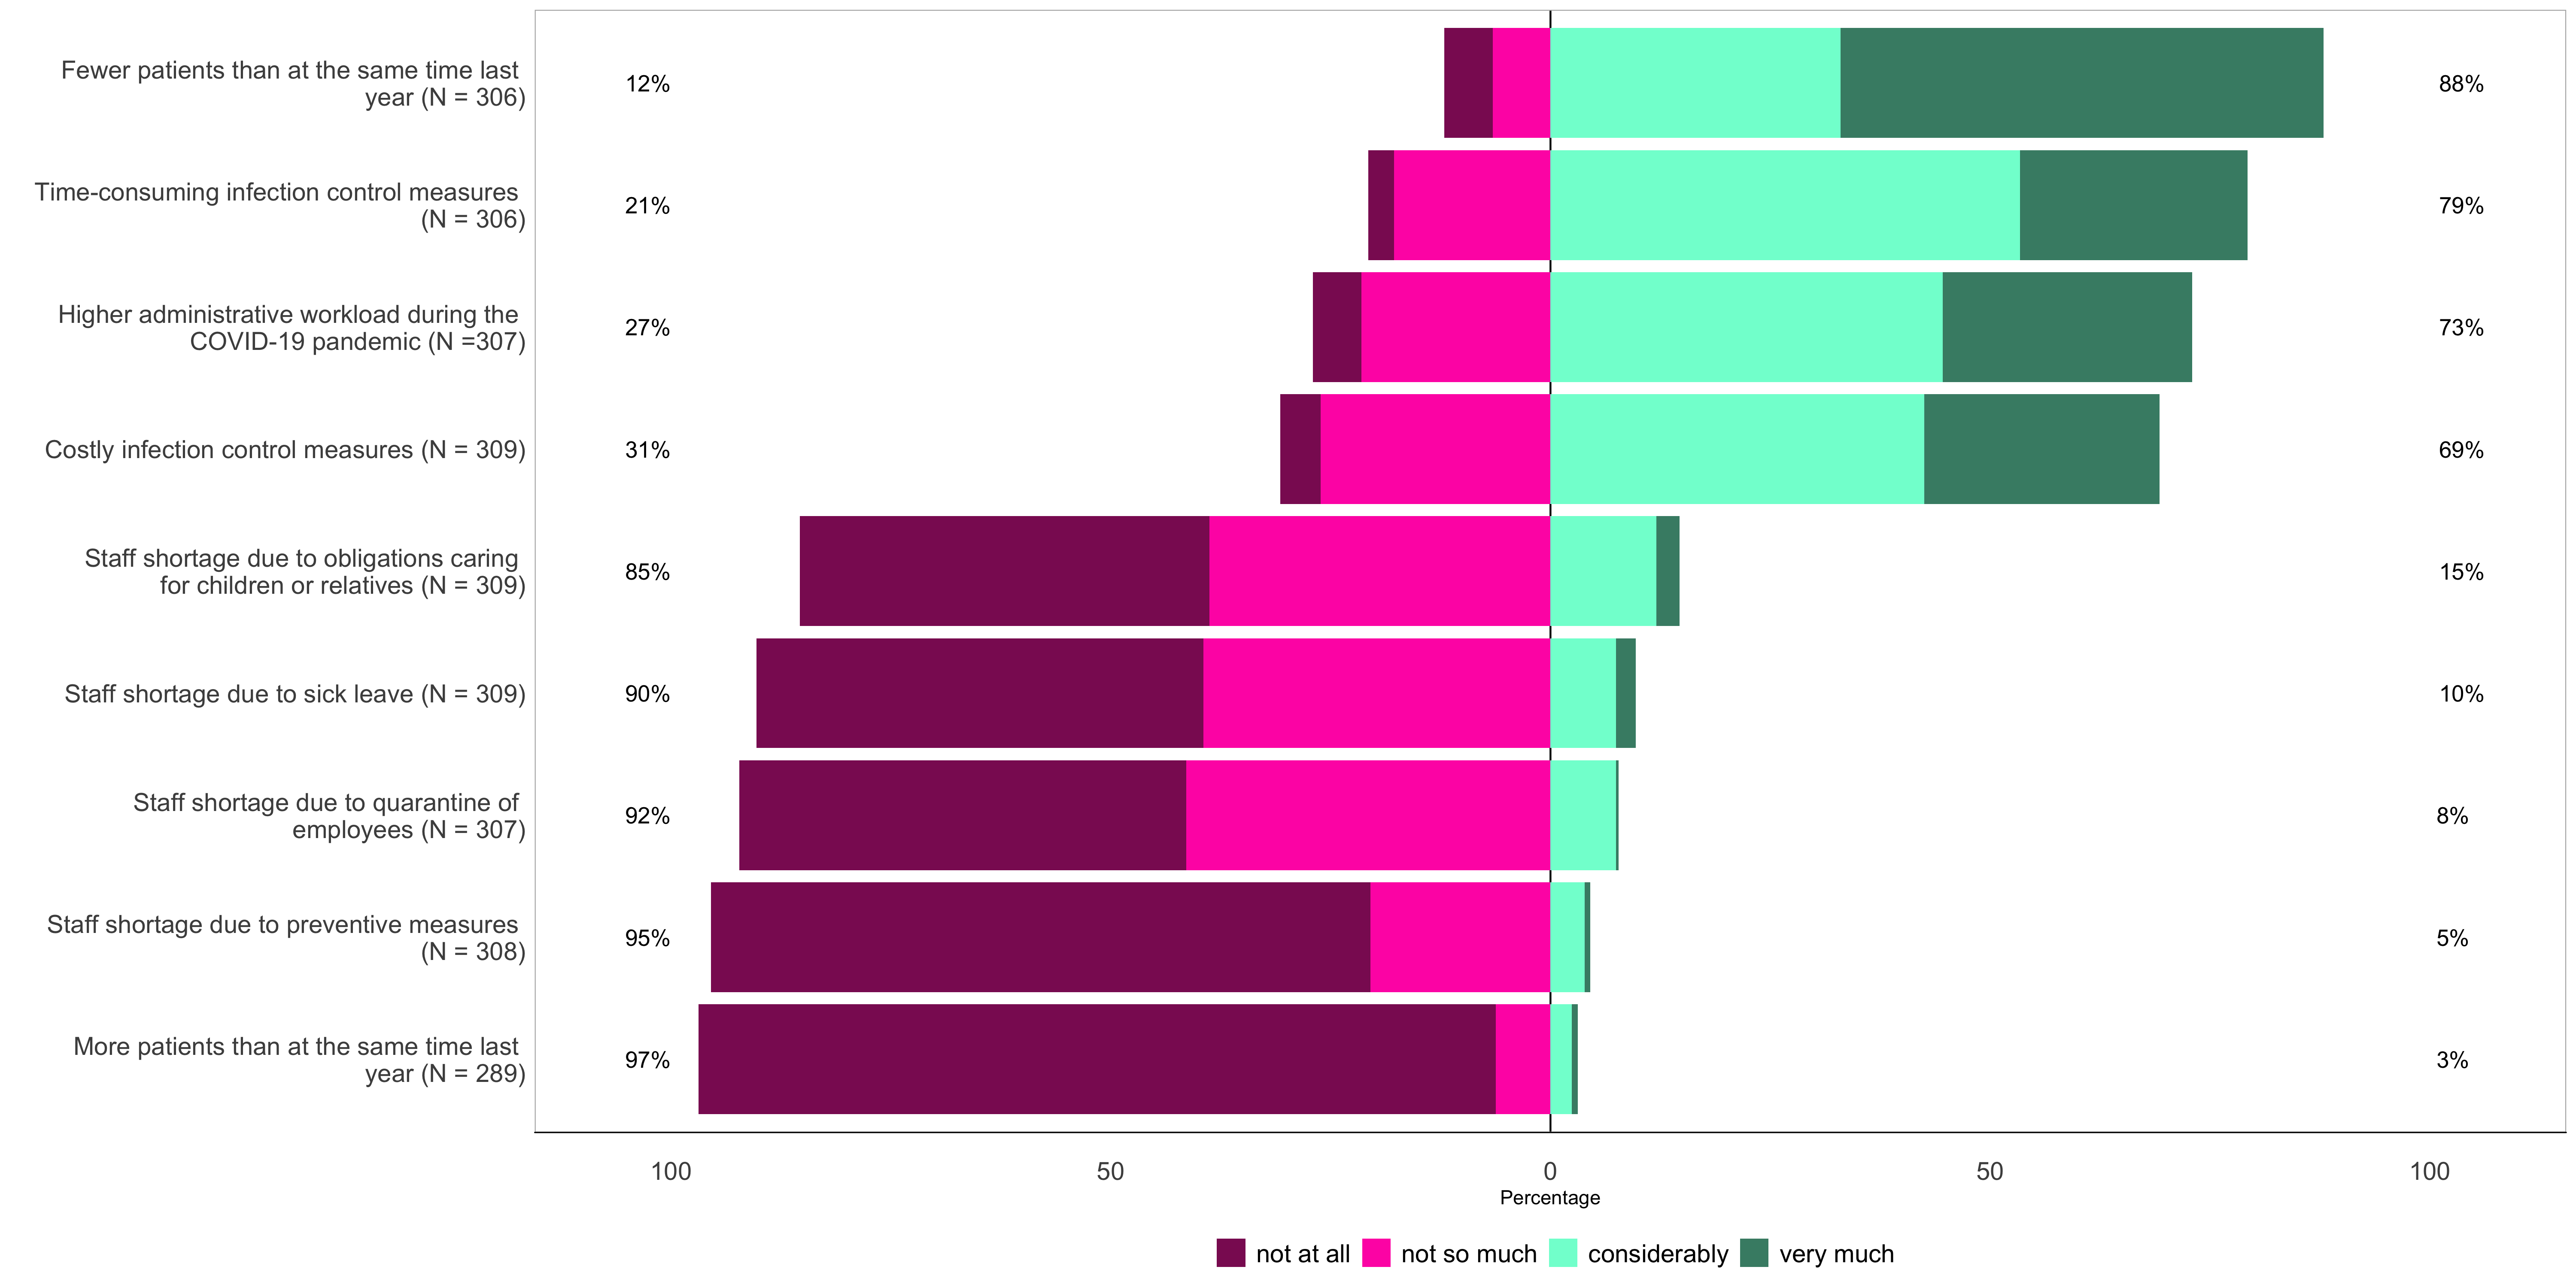 Fewer patients than at the same time last
year (N = 306)
12%
88%
Time-consuming infection control measures
(N = 306)
21%
79%
Higher administrative workload during the
COVID-19 pandemic (N =307)
27%
73%
Costly infection control measures (N = 309)
31%
69%
Staff shortage due to obligations caring
for children or relatives (N = 309)
85%
15%
Staff shortage due to sick leave (N = 309)
90%
10%
Staff shortage due to quarantine of
employees (N = 307)
92%
8%
Staff shortage due to preventive measures
(N = 308)
95%
5%
More patients than at the same time last
year (N = 289)
97%
3%
100 50 0 50 100
Percentage
not at all not so much considerably very much